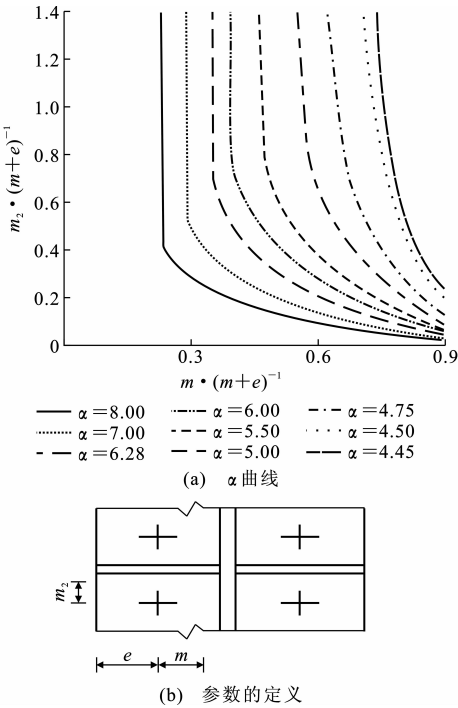 1.4
1.2
1.0
0.8
0.6
0.4
0.2
0
m₂·(m+e)⁻¹
0.3 0.6 0.9
m·(m+e)⁻¹
α=8.00 α=6.00 α=4.75
α=7.00 α=5.50 α=4.50
α=6.28 α=5.00 α=4.45
(a) α曲线
m₂
e m
(b) 参数的定义